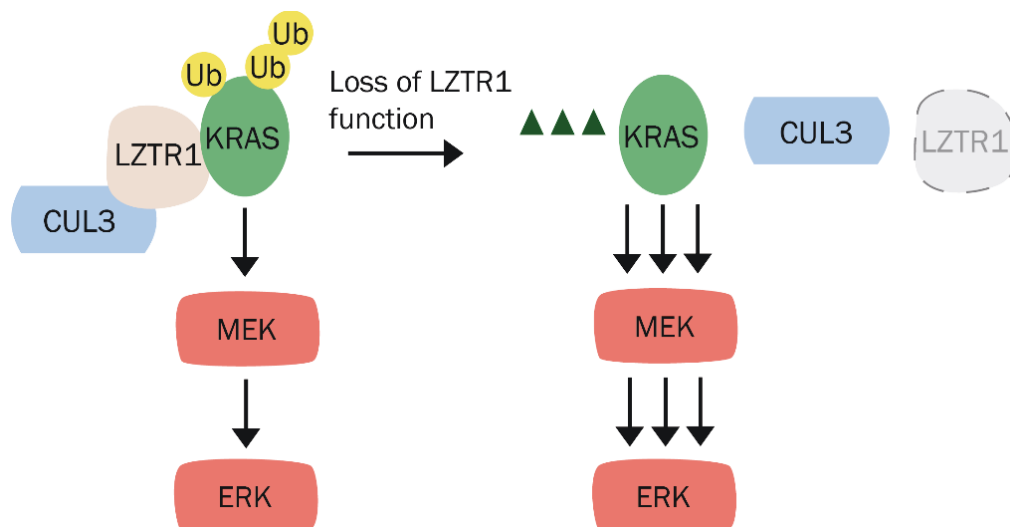 Ub
Ub
Ub
KRAS
LZTR1
CUL3
MEK
ERK
Loss of LZTR1
function
KRAS
CUL3
LZTR1
MEK
ERK